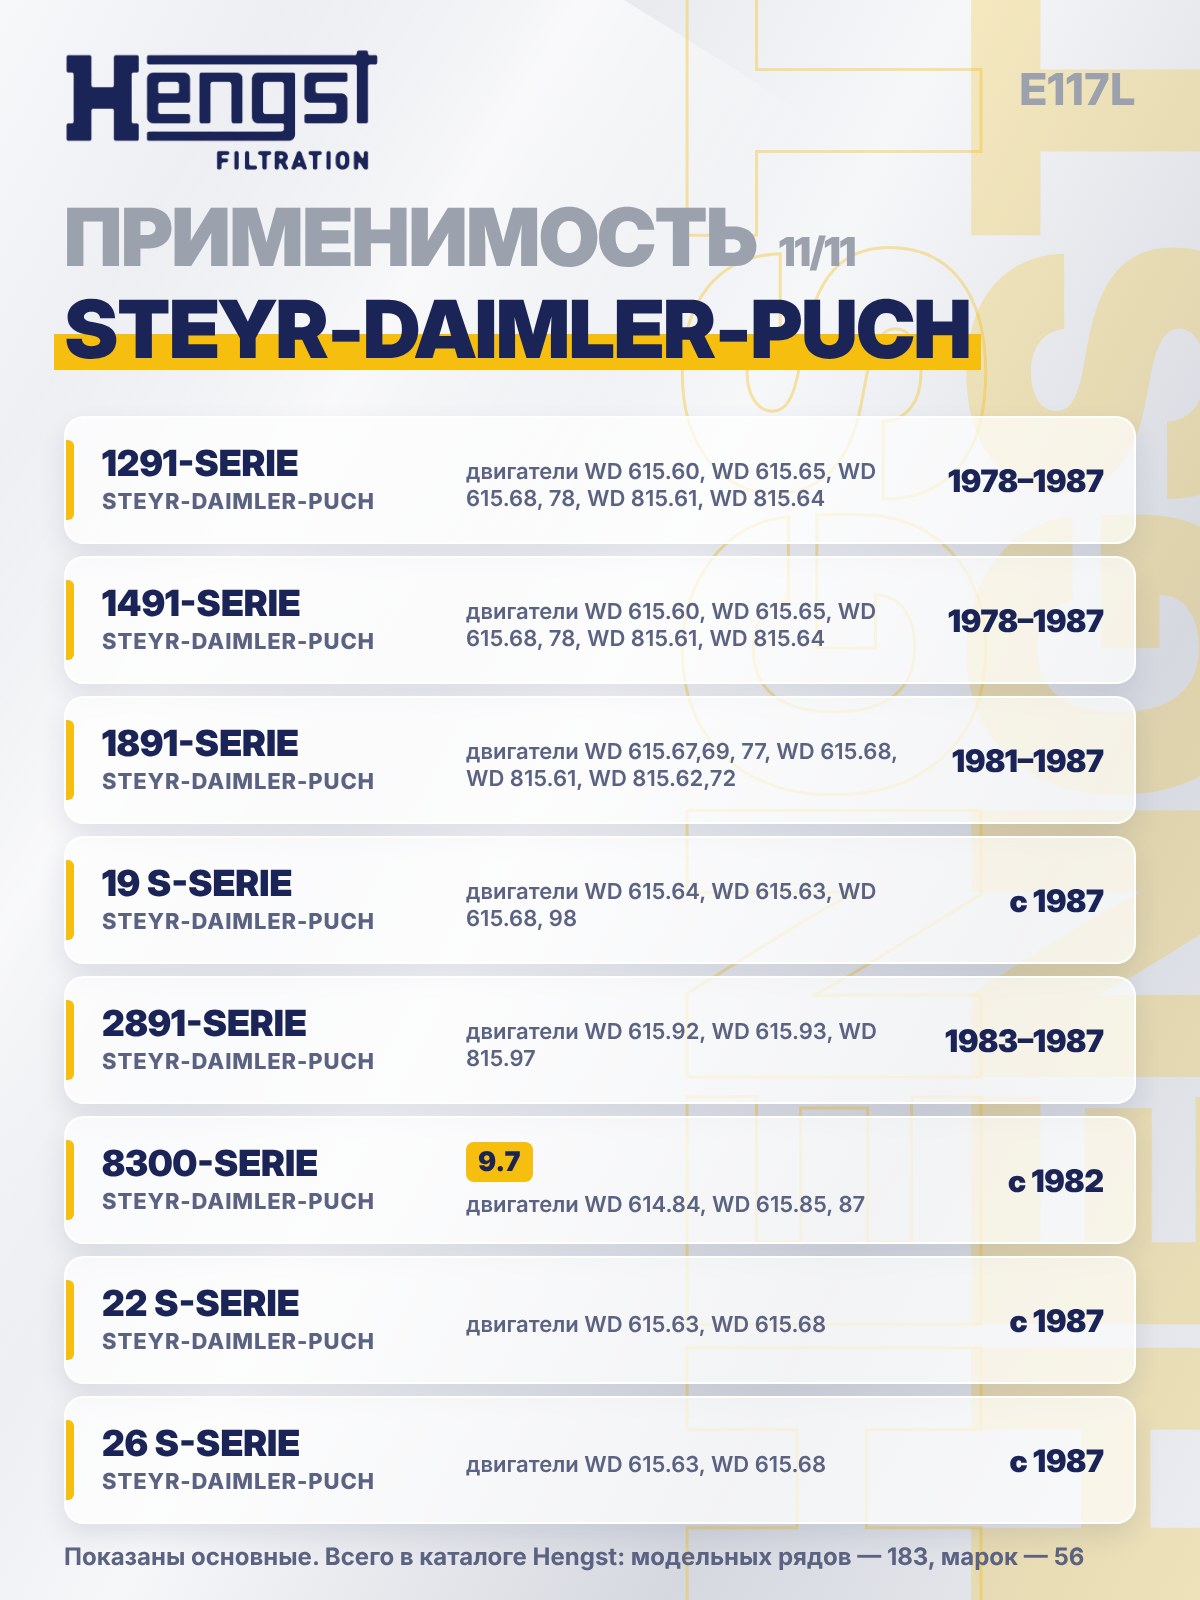 Hengst
FILTRATION
E117L
ПРИМЕНИМОСТЬ 11/11
STEYR-DAIMLER-PUCH
1291-SERIE
STEYR-DAIMLER-PUCH
двигатели WD 615.60, WD 615.65, WD
615.68, 78, WD 815.61, WD 815.64
1978–1987
1491-SERIE
STEYR-DAIMLER-PUCH
двигатели WD 615.60, WD 615.65, WD
615.68, 78, WD 815.61, WD 815.64
1978–1987
1891-SERIE
STEYR-DAIMLER-PUCH
двигатели WD 615.67,69, 77, WD 615.68,
WD 815.61, WD 815.62,72
1981–1987
19 S-SERIE
STEYR-DAIMLER-PUCH
двигатели WD 615.64, WD 615.63, WD
615.68, 98
с 1987
2891-SERIE
STEYR-DAIMLER-PUCH
двигатели WD 615.92, WD 615.93, WD
815.97
1983–1987
8300-SERIE
STEYR-DAIMLER-PUCH
9.7
двигатели WD 614.84, WD 615.85, 87
с 1982
22 S-SERIE
STEYR-DAIMLER-PUCH
двигатели WD 615.63, WD 615.68
с 1987
26 S-SERIE
STEYR-DAIMLER-PUCH
двигатели WD 615.63, WD 615.68
с 1987
Показаны основные. Всего в каталоге Hengst: модельных рядов — 183, марок — 56
HENGST